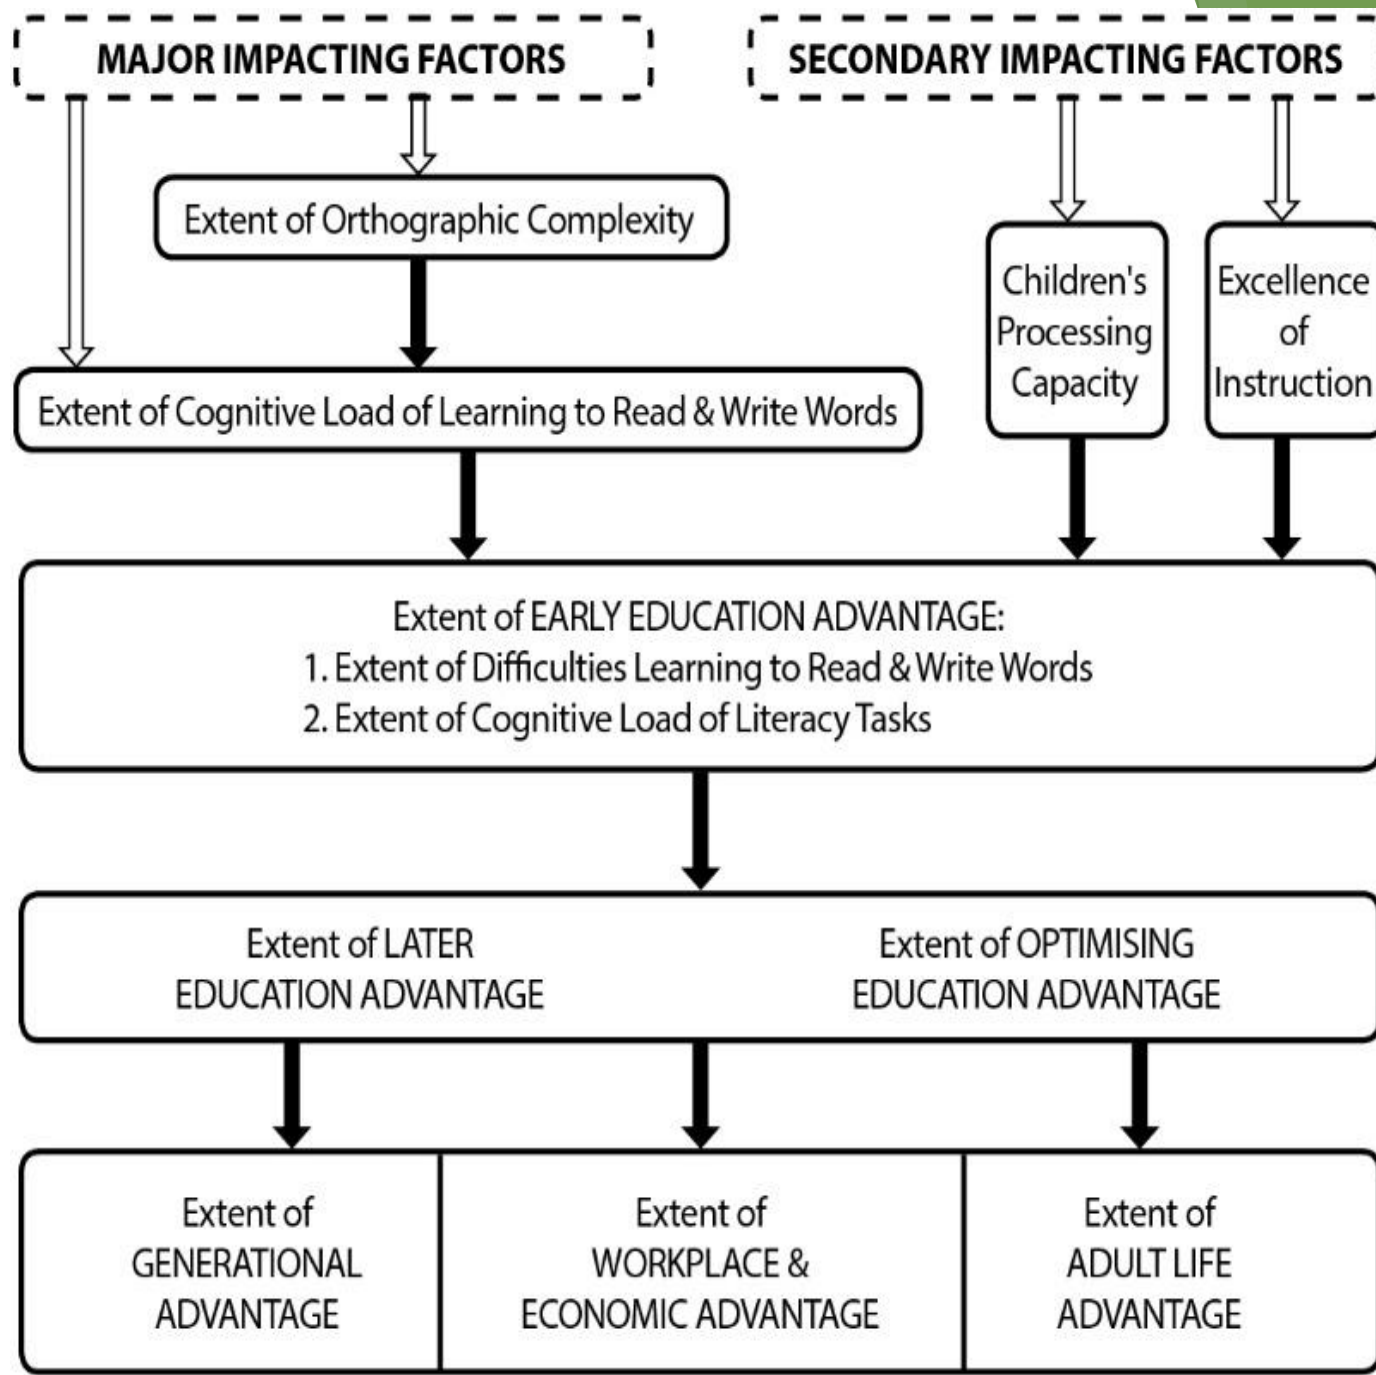 MAJOR IMPACTING FACTORS
SECONDARY IMPACTING FACTORS
Extent of Orthographic Complexity
Children's
Processing
Capacity
Excellence
of
Instruction
Extent of Cognitive Load of Learning to Read & Write Words
Extent of EARLY EDUCATION ADVANTAGE:
1. Extent of Difficulties Learning to Read & Write Words
2. Extent of Cognitive Load of Literacy Tasks
Extent of LATER
EDUCATION ADVANTAGE
Extent of OPTIMISING
EDUCATION ADVANTAGE
Extent of
GENERATIONAL
ADVANTAGE
Extent of
WORKPLACE &
ECONOMIC ADVANTAGE
Extent of
ADULT LIFE
ADVANTAGE